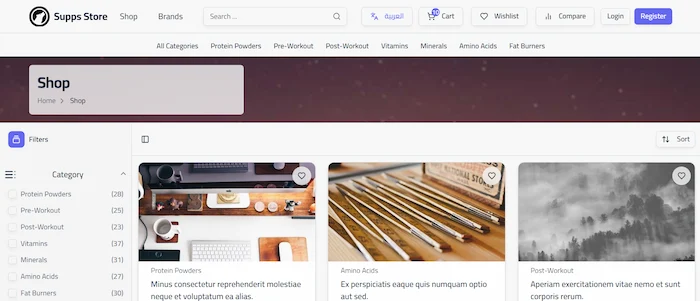 Supps Store
Shop
Brands
Search ...
العربية
10
Cart
Wishlist
Compare
Login
Register
All Categories
Protein Powders
Pre-Workout
Post-Workout
Vitamins
Minerals
Amino Acids
Fat Burners
Shop
Home > Shop
Filters
Sort
Category
Protein Powders (28)
Pre-Workout (25)
Post-Workout (23)
Vitamins (37)
Minerals (31)
Amino Acids (27)
Fat Burners (30)
Protein Powders
Minus consectetur reprehenderit molestiae
neque et voluptatum ea alias.
RATIONAL
STORES
Amino Acids
Ex perspiciatis eaque quis numquam optio
aut sed.
Post-Workout
Aperiam exercitationem vitae nemo et sunt
corporis rerum.